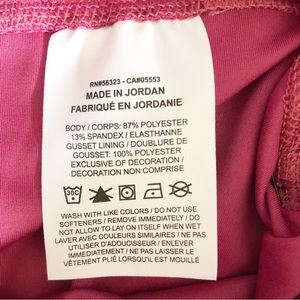 RN#56323 - CA#05553
MADE IN JORDAN
FABRIQUÉ EN JORDANIE
BODY / CORPS: 87% POLYESTER
13% SPANDEX / ELASTHANNE
GUSSET LINING / DOUBLURE DE
GOUSSET: 100% POLYESTER
EXCLUSIVE OF DECORATION /
DECORATION NON COMPRISE
WASH WITH LIKE COLORS / DO NOT USE
SOFTENERS / REMOVE IMMEDIATELY / DO
NOT ALLOW TO LAY ON ITSELF WHEN WET
LAVER AVEC COULEURS SIMILAIRES / NE PAS
UTILISER D'ADOUCISSEUR / ENLEVER
IMMÉDIATEMENT / NE PAS LAISSER LE
VÊTEMENT PLIÉ LORSQU'IL EST MOUILLÉ